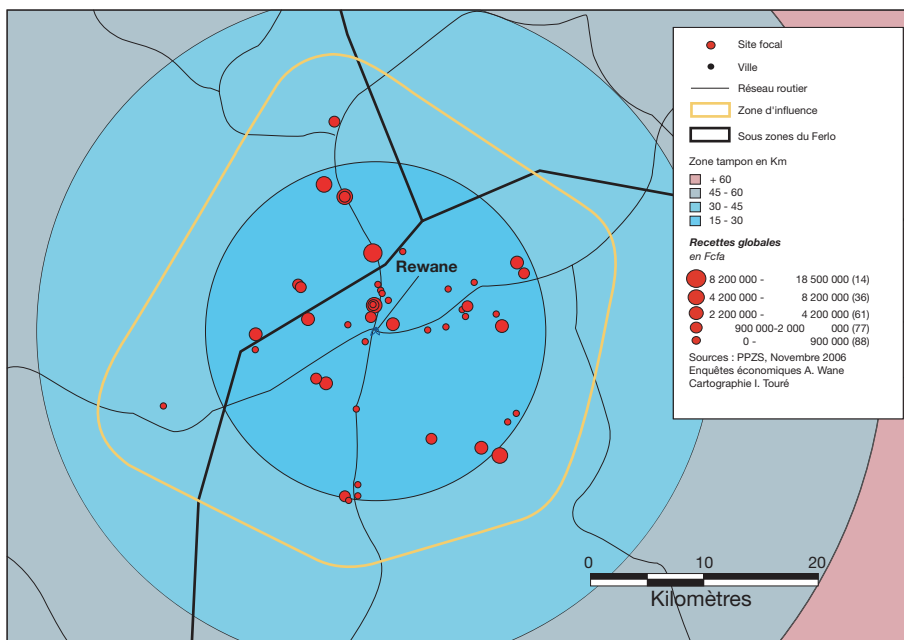 Site focal
Ville
Réseau routier
Zone d'influence
Sous zones du Ferlo
Zone tampon en Km
+ 60
45 - 60
30 - 45
15 - 30
Recettes globales
en Fcfa
8 200 000 - 18 500 000 (14)
4 200 000 - 8 200 000 (36)
2 200 000 - 4 200 000 (61)
900 000-2 000 000 (77)
0 - 900 000 (88)
Sources : PPZS, Novembre 2006
Enquêtes économiques A. Wane
Cartographie I. Touré
Rewane
0 10 20
Kilomètres